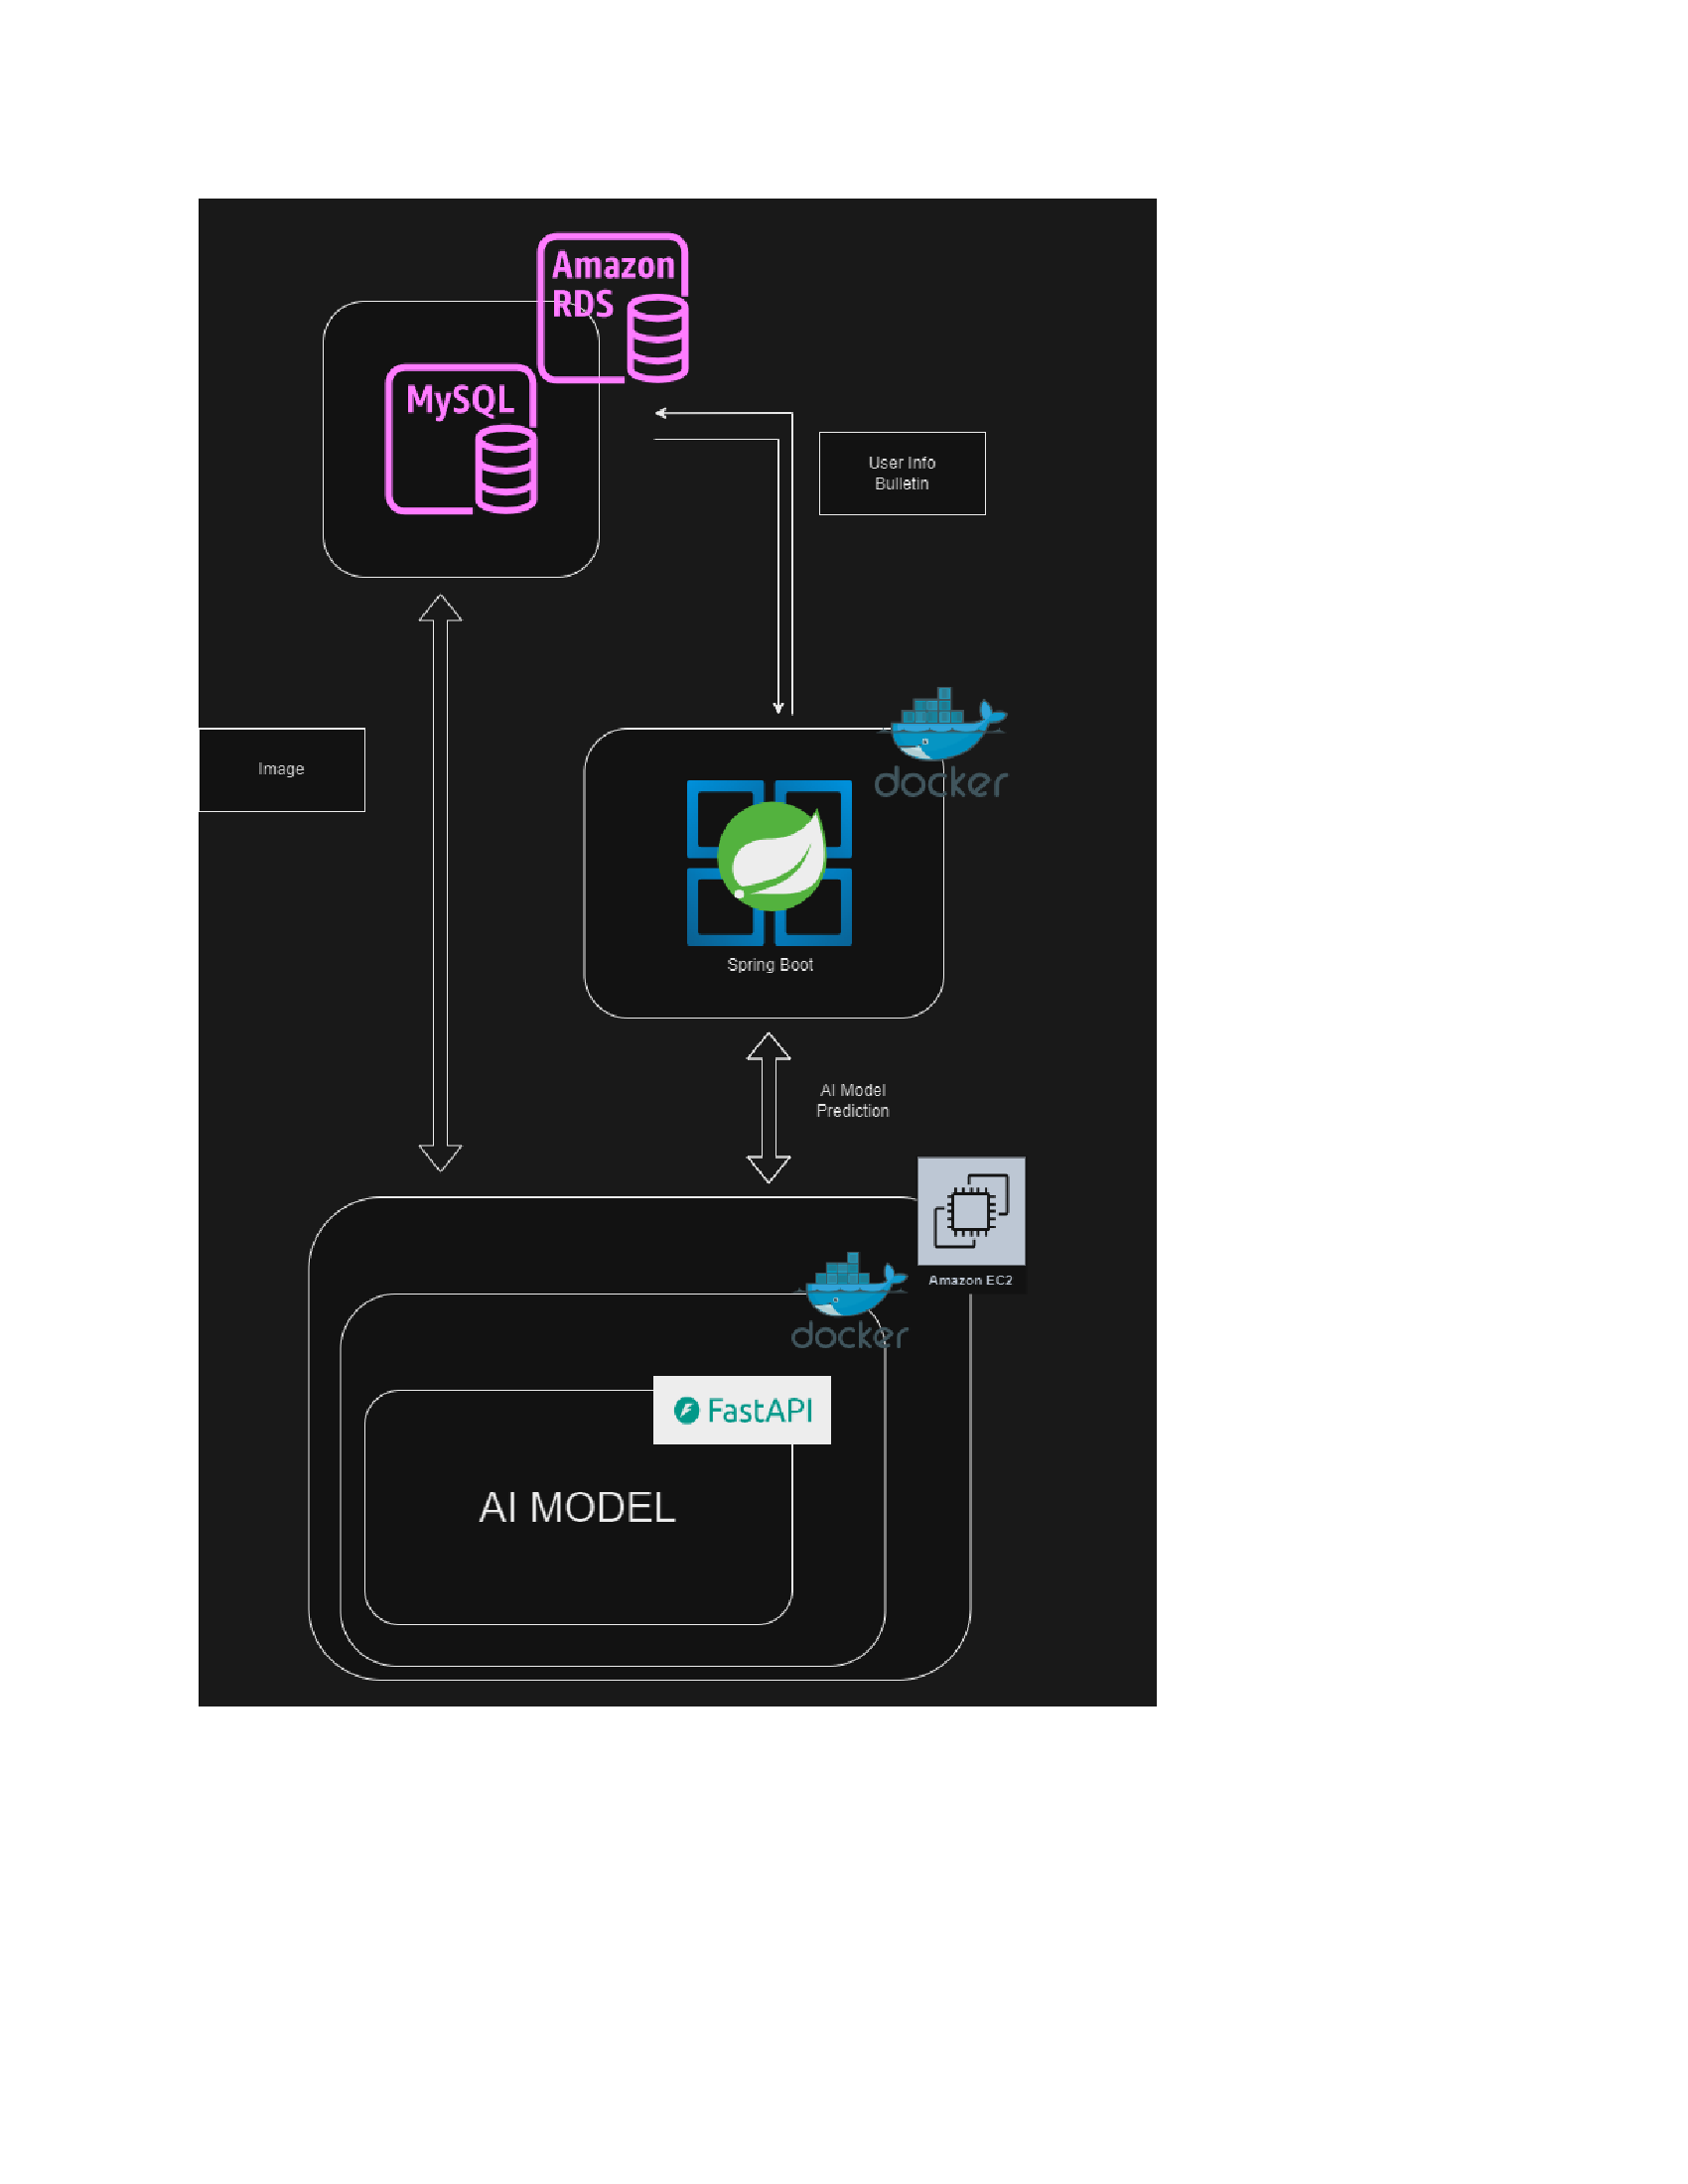 Amazon
RDS
MySQL
User Info
Bulletin
docker
Image
Spring Boot
AI Model
Prediction
Amazon EC2
docker
FastAPI
AI MODEL